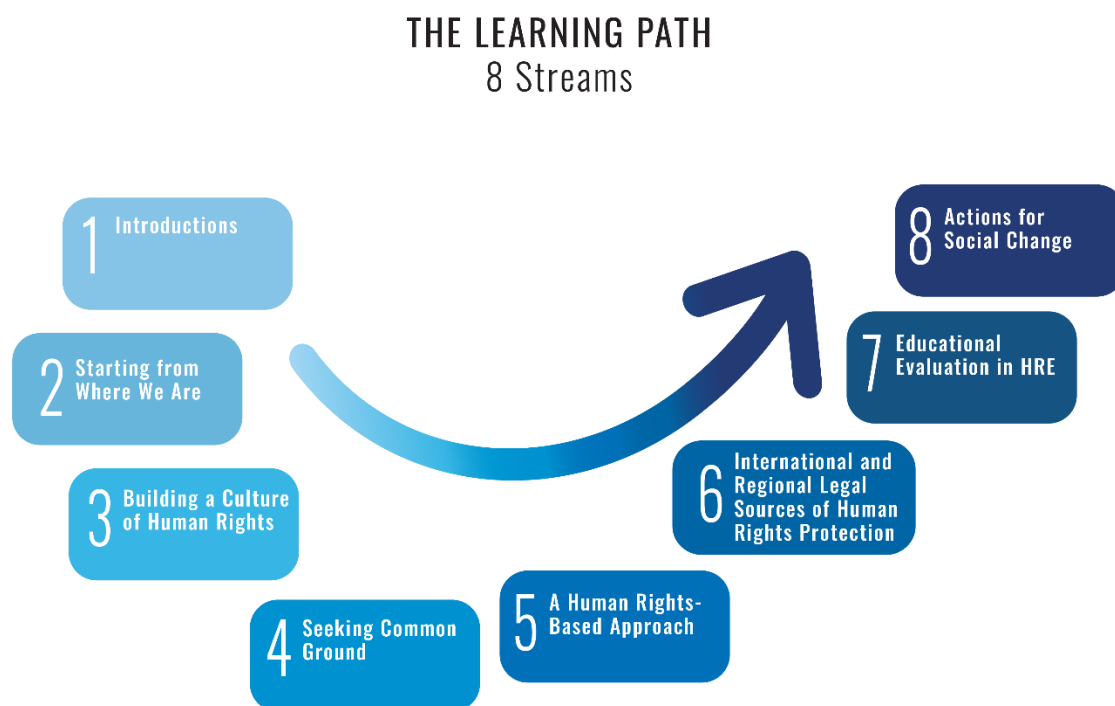 THE LEARNING PATH
8 Streams
1 Introductions
2 Starting from
Where We Are
3 Building a Culture
of Human Rights
4 Seeking Common
Ground
5 A Human Rights-
Based Approach
6 International and
Regional Legal
Sources of Human
Rights Protection
7 Educational
Evaluation in HRE
8 Actions for
Social Change